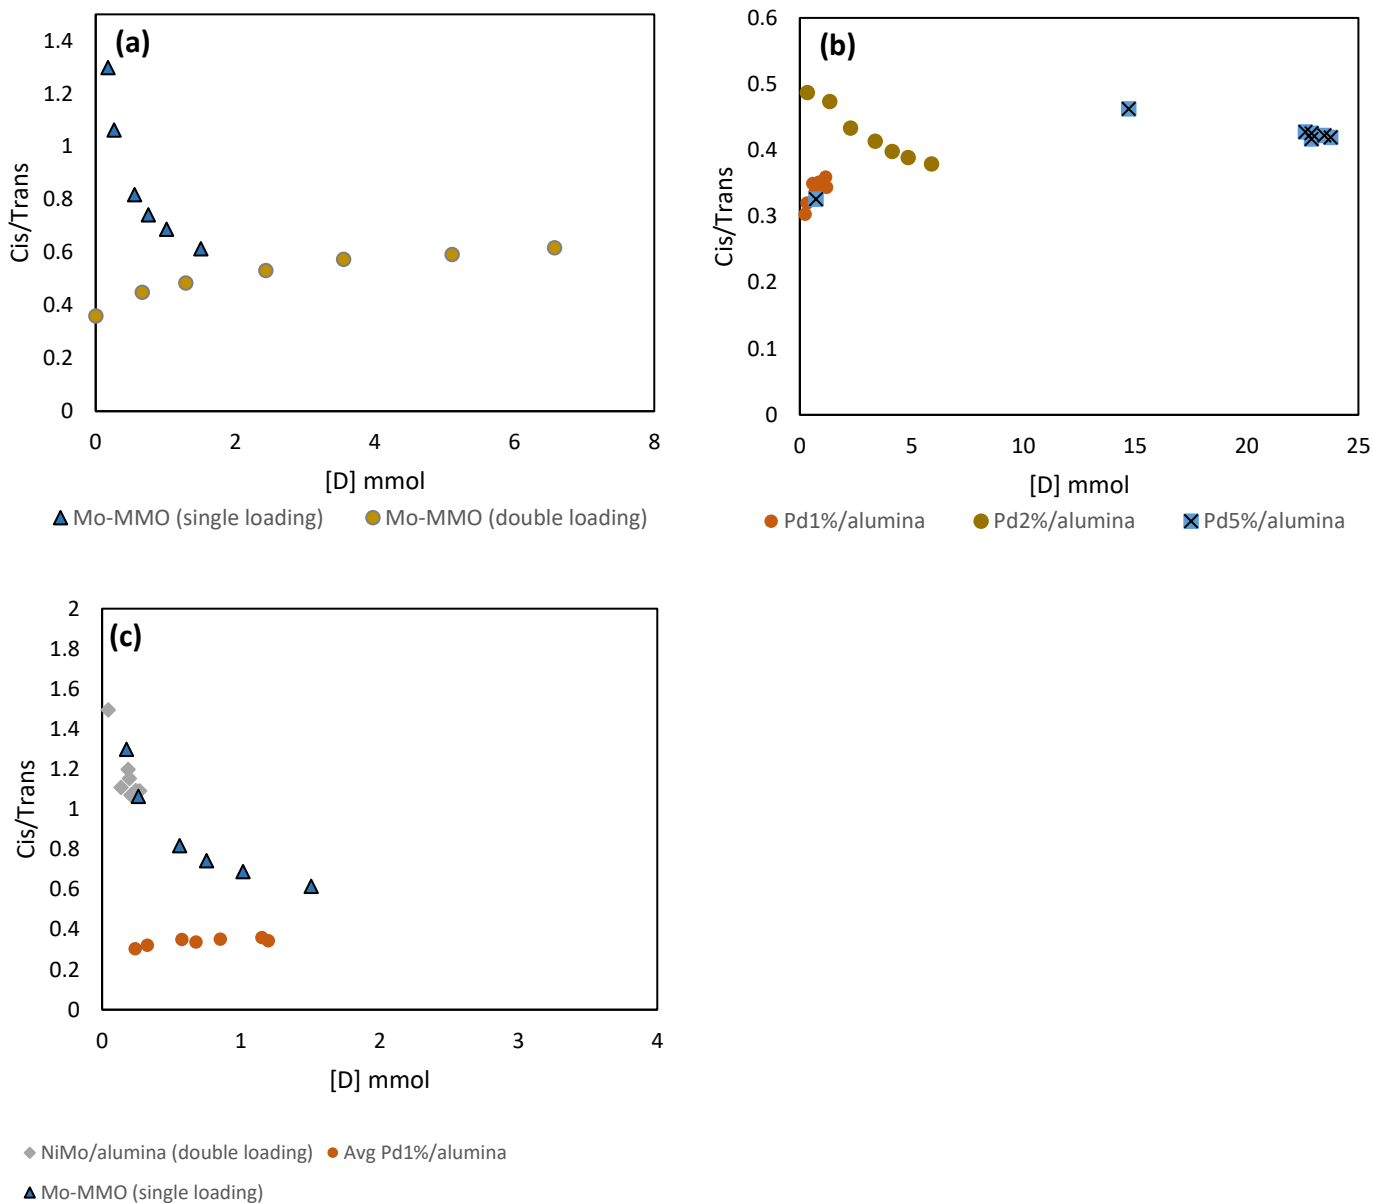 (a)
1.4
1.2
1
0.8
0.6
0.4
0.2
0
Cis/Trans
0 2 4 6 8
[D] mmol
Mo-MMO (single loading) Mo-MMO (double loading)
(b)
0.6
0.5
0.4
0.3
0.2
0.1
0
Cis/Trans
0 5 10 15 20 25
[D] mmol
Pd1%/alumina Pd2%/alumina Pd5%/alumina
(c)
2
1.8
1.6
1.4
1.2
1
0.8
0.6
0.4
0.2
0
Cis/Trans
0 1 2 3 4
[D] mmol
NiMo/alumina (double loading) Avg Pd1%/alumina
Mo-MMO (single loading)